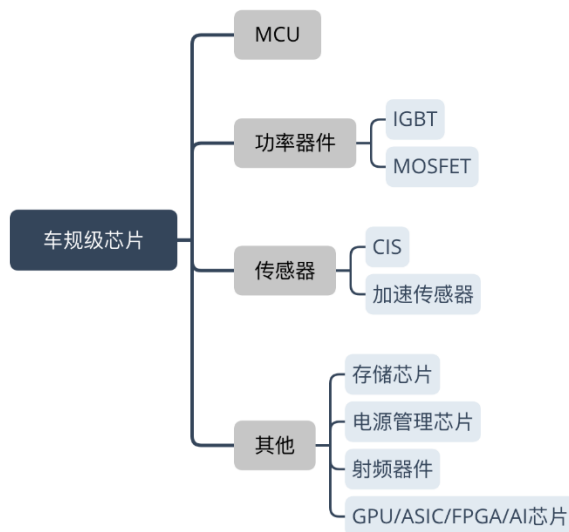 MCU
IGBT
功率器件
MOSFET
车规级芯片
CIS
传感器
加速传感器
存储芯片
电源管理芯片
其他
射频器件
GPU/ASIC/FPGA/AI芯片